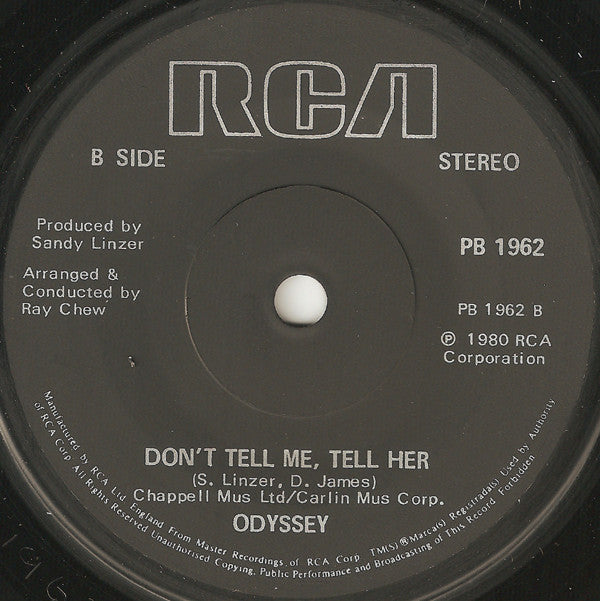 RCA
B SIDE
STEREO
Produced by
Sandy Linzer
Arranged &
Conducted by
Ray Chew
PB 1962
PB 1962 B
℗ 1980 RCA
Corporation
DON'T TELL ME, TELL HER
(S. Linzer, D. James)
Chappell Mus Ltd/Carlin Mus Corp.
ODYSSEY
Manufactured by RCA Ltd. England From Master Recordings of RCA Corp TM(S)®Marca(s) Registrada(s) Used by Authority
of RCA Corp All Rights Reserved Unauthorised Copying, Public Performance and Broadcasting of This Record Forbidden